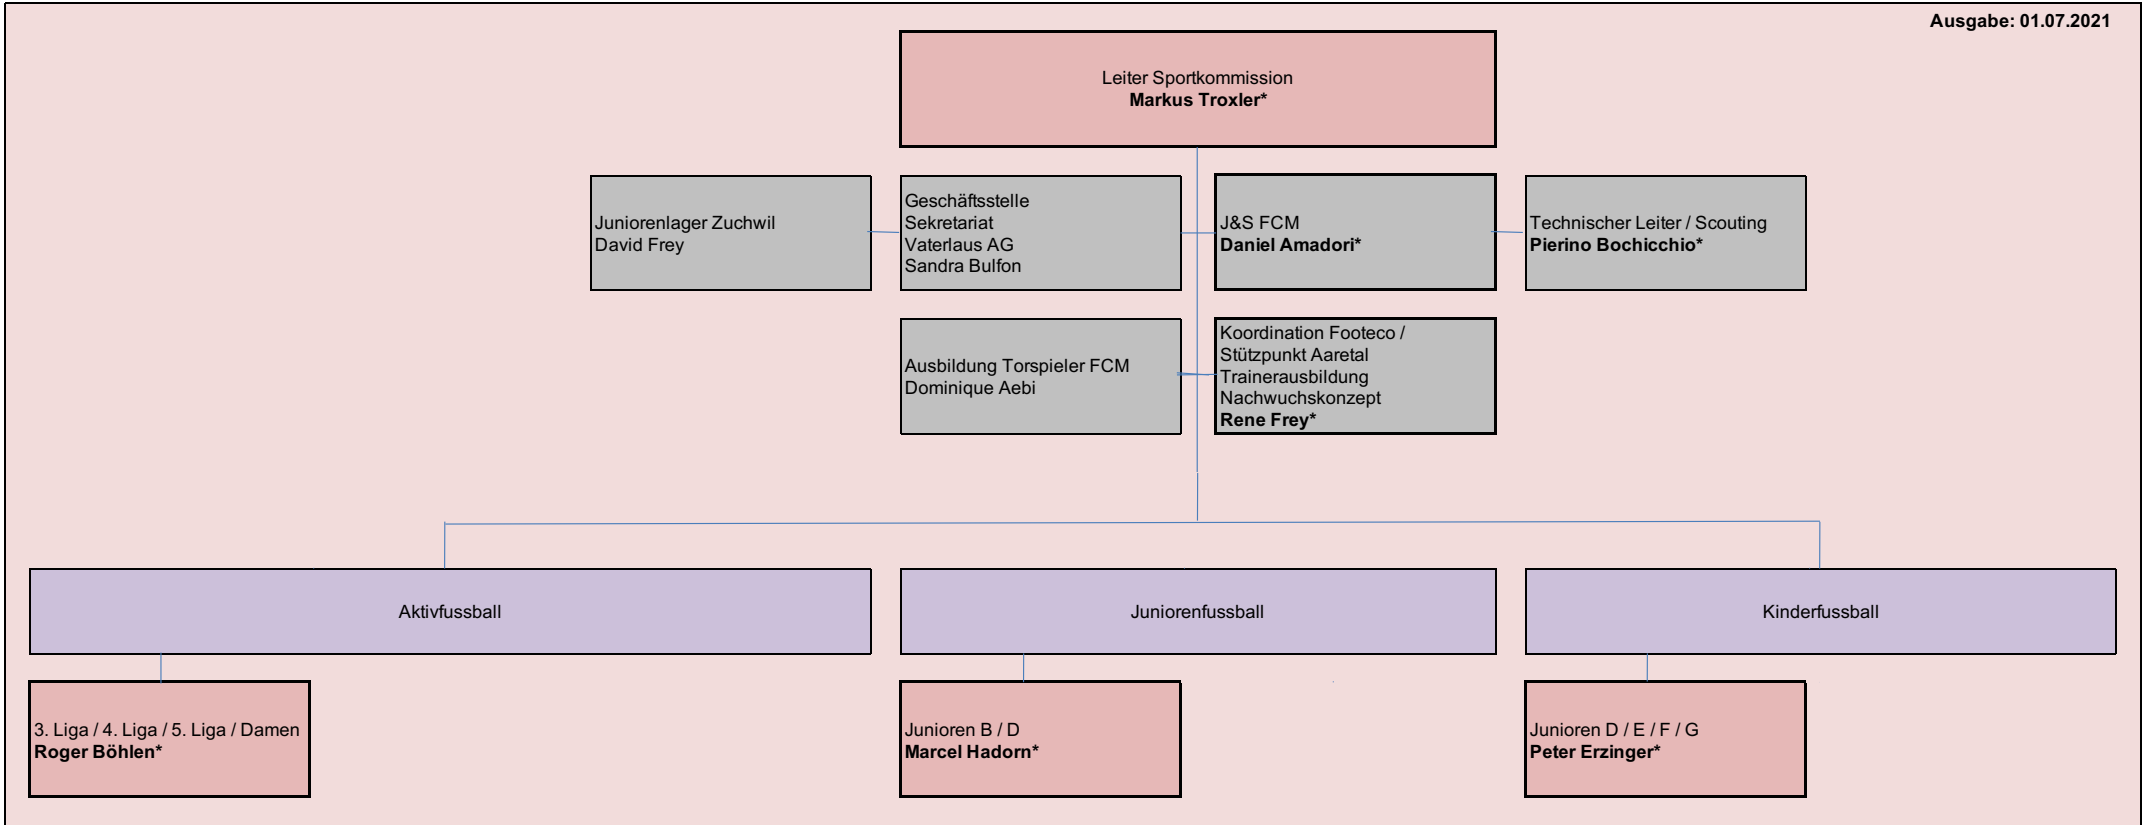 Ausgabe: 01.07.2021
Leiter Sportkommission
Markus Troxler*
Juniorenlager Zuchwil
David Frey
Geschäftsstelle
Sekretariat
Vaterlaus AG
Sandra Bulfon
J&S FCM
Daniel Amadori*
Technischer Leiter / Scouting
Pierino Bochicchio*
Ausbildung Torspieler FCM
Dominique Aebi
Koordination Footeco /
Stützpunkt Aaretal
Trainerausbildung
Nachwuchskonzept
Rene Frey*
Aktivfussball
Juniorenfussball
Kinderfussball
3. Liga / 4. Liga / 5. Liga / Damen
Roger Böhlen*
Junioren B / D
Marcel Hadorn*
Junioren D / E / F / G
Peter Erzinger*